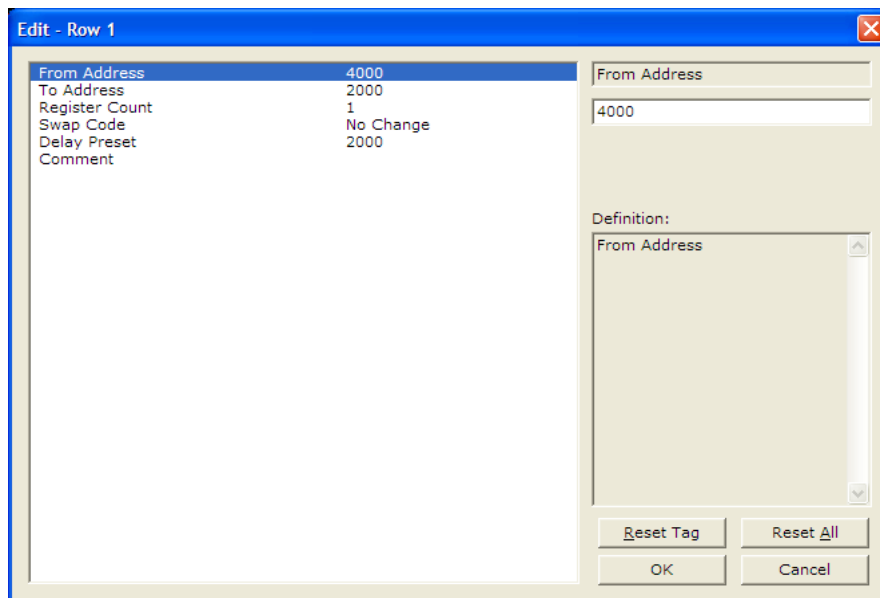 Edit - Row 1
From Address 4000
To Address 2000
Register Count 1
Swap Code No Change
Delay Preset 2000
Comment
From Address
4000
Definition:
From Address
Reset Tag Reset All
OK Cancel